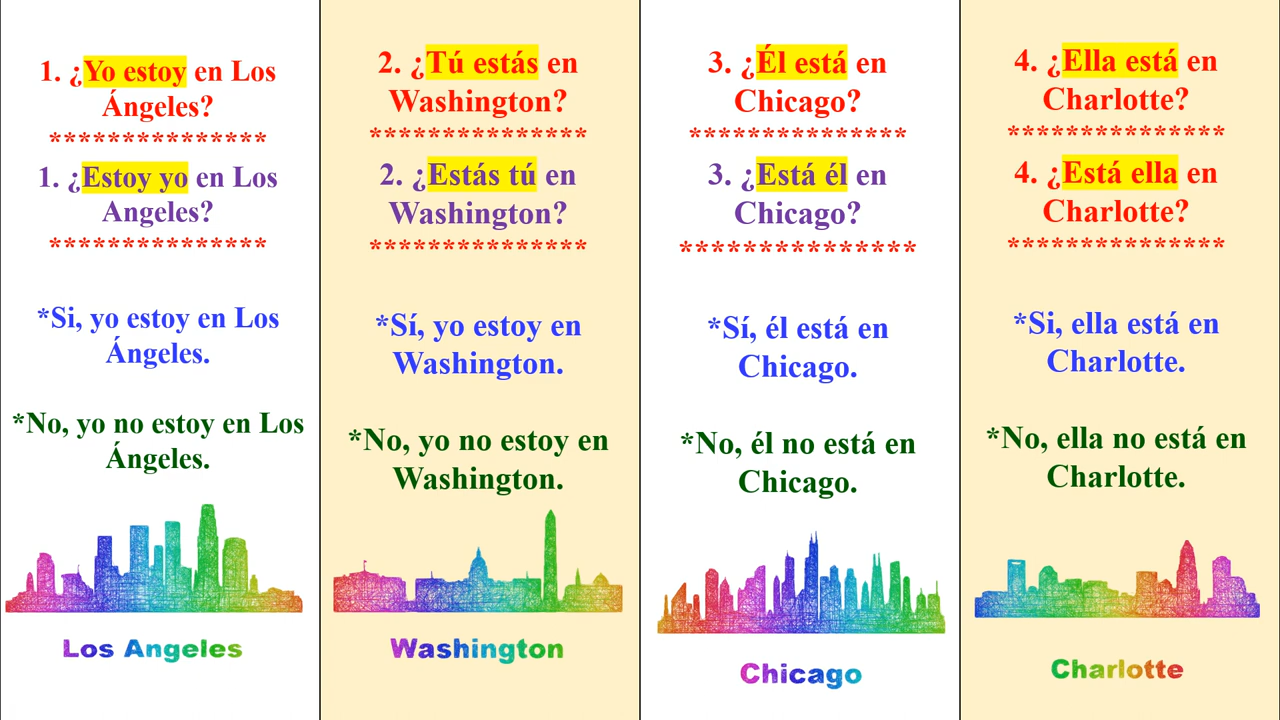 1. ¿Yo estoy en Los
Ángeles?
***************
1. ¿Estoy yo en Los
Angeles?
***************
*Si, yo estoy en Los
Ángeles.
*No, yo no estoy en Los
Ángeles.
Los Angeles
2. ¿Tú estás en
Washington?
***************
2. ¿Estás tú en
Washington?
***************
*Sí, yo estoy en
Washington.
*No, yo no estoy en
Washington.
Washington
3. ¿Él está en
Chicago?
***************
3. ¿Está él en
Chicago?
***************
*Sí, él está en
Chicago.
*No, él no está en
Chicago.
Chicago
4. ¿Ella está en
Charlotte?
***************
4. ¿Está ella en
Charlotte?
***************
*Si, ella está en
Charlotte.
*No, ella no está en
Charlotte.
Charlotte